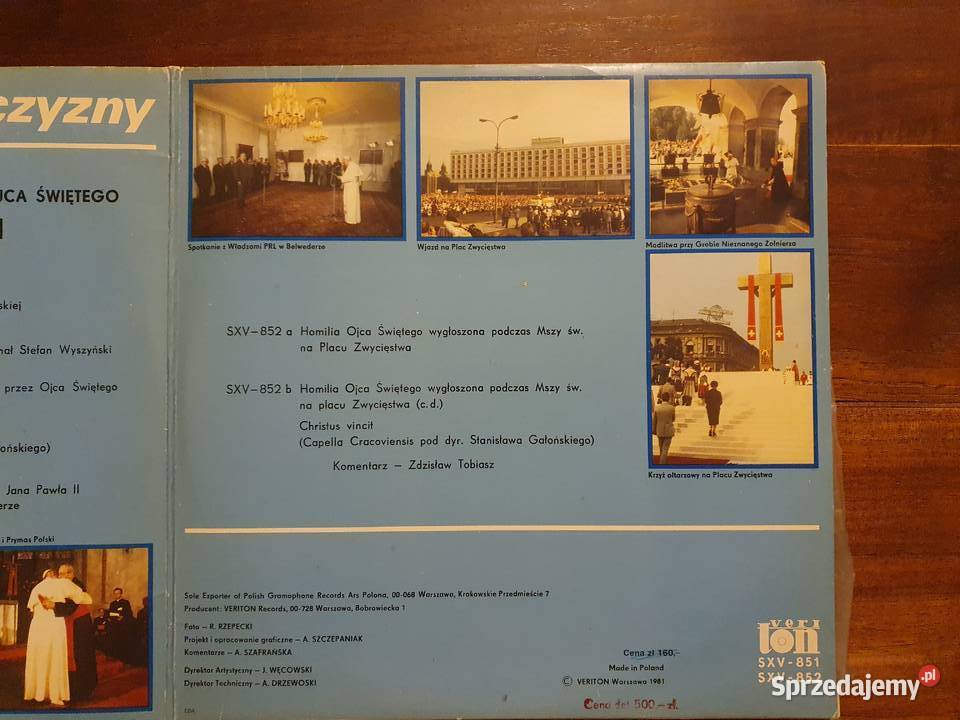 czyzny
JCA ŚWIĘTEGO
skiej
nał Stefan Wyszyński
przez Ojca Świętego
ońskiego)
Jana Pawła II
erze
i Prymas Polski
Spotkanie z Władzami PRL w Belwederze
Wjazd na Plac Zwycięstwa
Modlitwa przy Grobie Nieznanego Żołnierza
SXV-852 a Homilia Ojca Świętego wygłoszona podczas Mszy św.
na Placu Zwycięstwa
SXV-852 b Homilia Ojca Świętego wygłoszona podczas Mszy św.
na placu Zwycięstwa (c.d.)
Christus vincit
(Capella Cracoviensis pod dyr. Stanisława Gałońskiego)
Komentarz – Zdzisław Tobiasz
Krzyż ołtarzowy na Placu Zwycięstwa
Sole Exporter of Polish Gramophone Records Ars Polona, 00-068 Warszawa, Krakowskie Przedmieście 7
Producent: VERITON Records, 00-728 Warszawa, Bobrowiecka 1
Foto – R. RZEPECKI
Projekt i opracowanie graficzne – A. SZCZEPANIAK
Komentarze – A. SZAFRAŃSKA
Dyrektor Artystyczny – J. WĘCOWSKI
Dyrektor Techniczny – A. DRZEWOSKI
Cena zł 160,-
Made in Poland
© VERITON Warszawa 1981
Cena det 500,- zł.
veri
ton
SXV-851
SXV-852
Sprzedajemy.pl